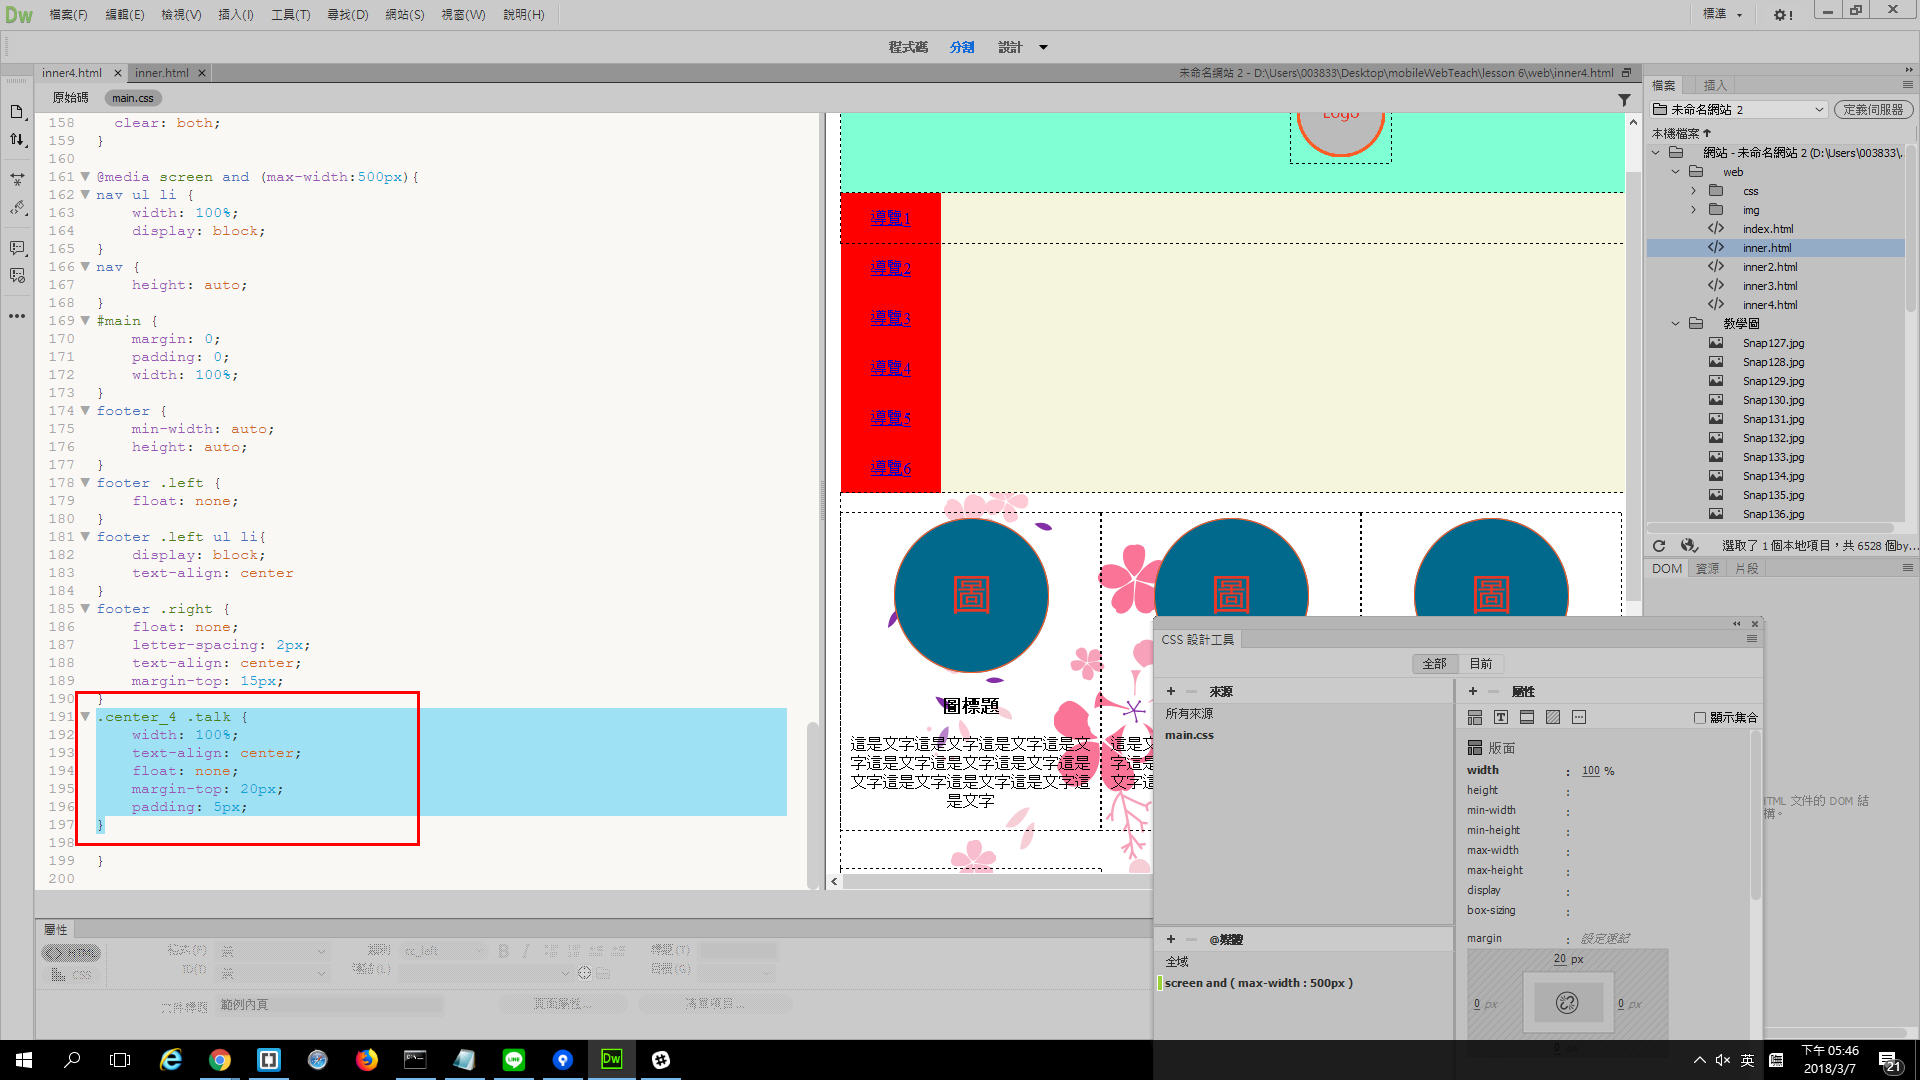 Dw 檔案(F) 編輯(E) 檢視(V) 插入(I) 工具(T) 尋找(D) 網站(S) 視窗(W) 說明(H) 標準
程式碼 分割 設計
inner4.html inner.html 未命名網站 2 - D:\Users\003833\Desktop\mobileWebTeach\lesson 6\web\inner4.html
原始碼 main.css
158 clear: both;
159 }
160
161 @media screen and (max-width:500px){
162 nav ul li {
163 width: 100%;
164 display: block;
165 }
166 nav {
167 height: auto;
168 }
169 #main {
170 margin: 0;
171 padding: 0;
172 width: 100%;
173 }
174 footer {
175 min-width: auto;
176 height: auto;
177 }
178 footer .left {
179 float: none;
180 }
181 footer .left ul li{
182 display: block;
183 text-align: center
184 }
185 footer .right {
186 float: none;
187 letter-spacing: 2px;
188 text-align: center;
189 margin-top: 15px;
190 }
191 .center_4 .talk {
192 width: 100%;
193 text-align: center;
194 float: none;
195 margin-top: 20px;
196 padding: 5px;
197 }
198
199 }
200
Logo
導覽1
導覽2
導覽3
導覽4
導覽5
導覽6
圖 圖 圖
圖標題
這是文字這是文字這是文字這是文
字這是文字這是文字這是文字這是
文字這是文字這是文字這是文字這
是文字
檔案 插入
未命名網站 2 定義伺服器
本機檔案
網站 - 未命名網站 2 (D:\Users\003833\...
web
css
img
index.html
inner.html
inner2.html
inner3.html
inner4.html
教學圖
Snap127.jpg
Snap128.jpg
Snap129.jpg
Snap130.jpg
Snap131.jpg
Snap132.jpg
Snap133.jpg
Snap134.jpg
Snap135.jpg
Snap136.jpg
選取了 1 個本地項目，共 6528 個by...
DOM 資源 片段
HTML 文件的 DOM 結
構。
CSS 設計工具
全部 目前
來源
所有來源
main.css
@媒體
全域
screen and ( max-width : 500px )
屬性
顯示集合
版面
width : 100 %
height :
min-width :
min-height :
max-width :
max-height :
display :
box-sizing :
margin : 設定速記
20 px
0 px 0 px
屬性
HTML
CSS
格式(F) 無
ID(I) 無
類別 tc_left
連結(L)
B I
標題(T)
目標(G)
文件標題 範例內頁
頁面屬性... 清單項目...
英
下午 05:46
2018/3/7
21